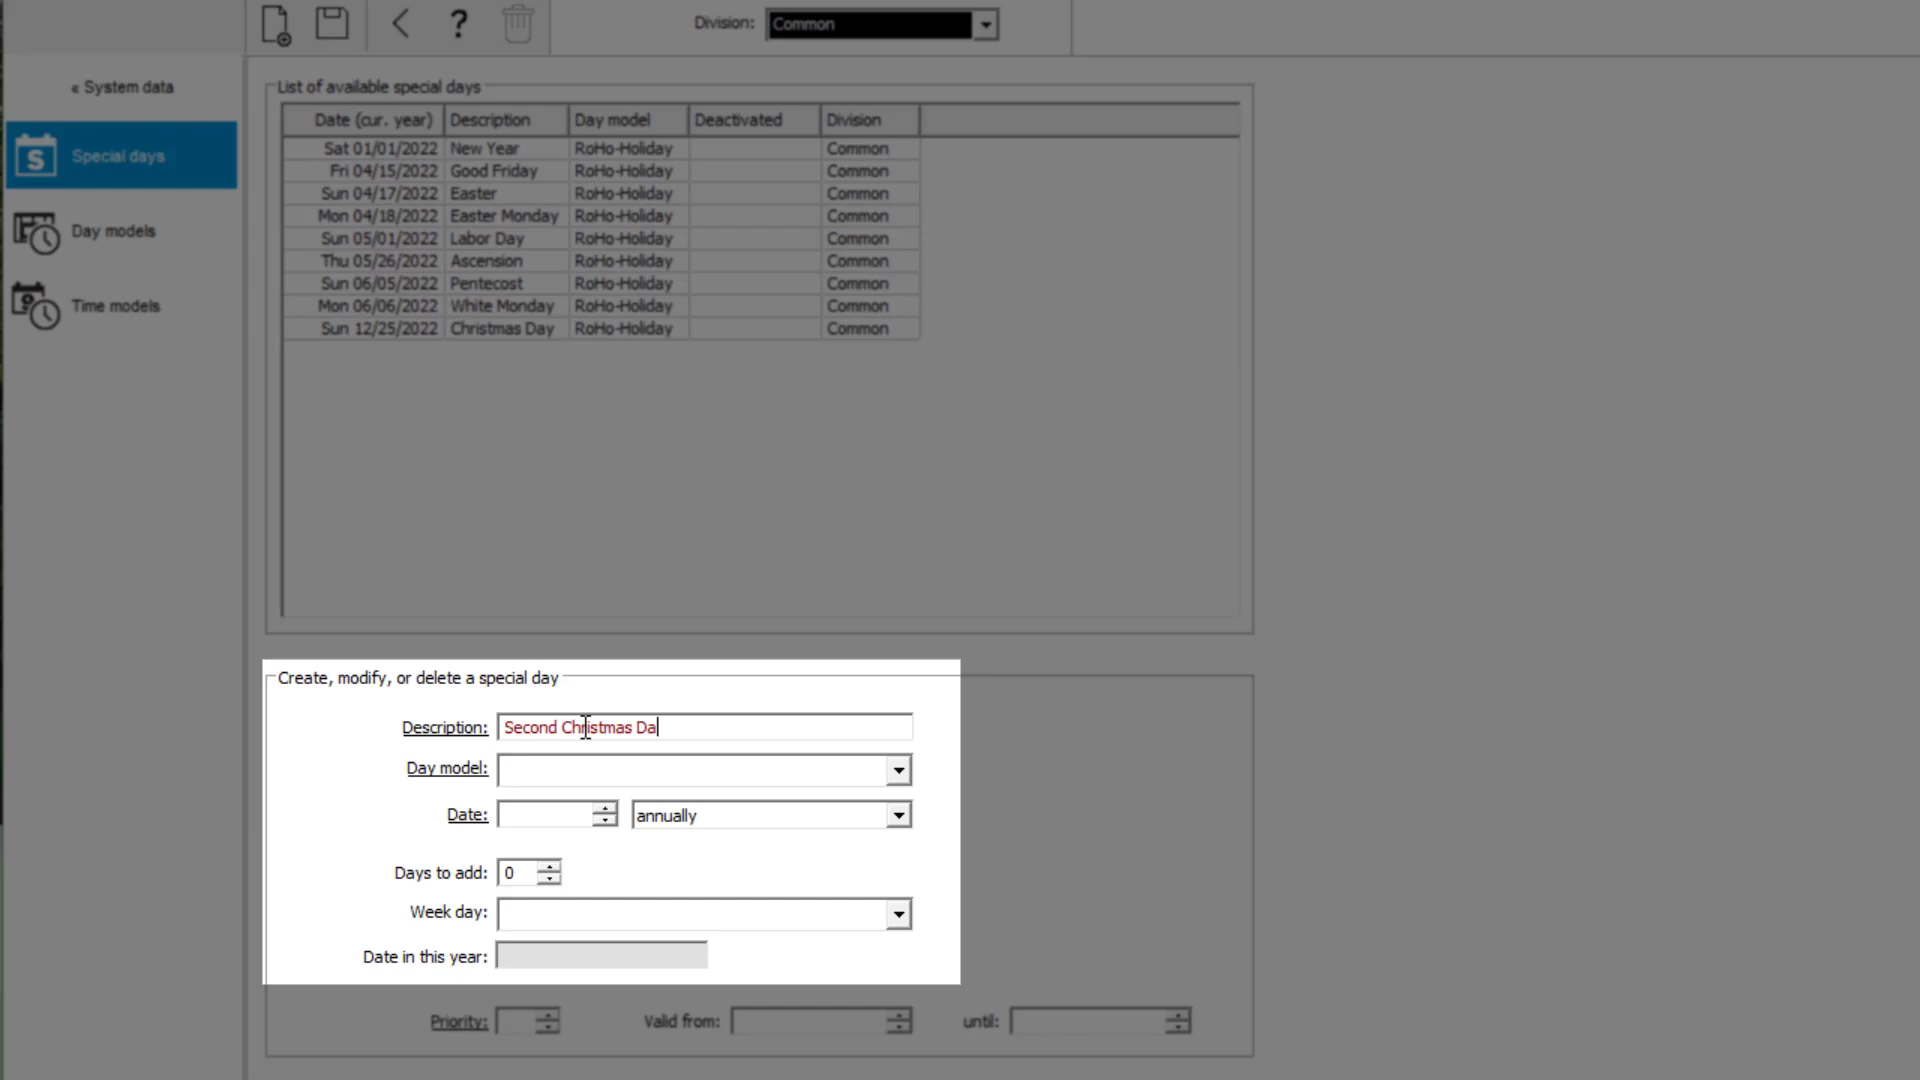 Division: Common
« System data
Special days
Day models
Time models
List of available special days
Date (cur. year) Description Day model Deactivated Division
Sat 01/01/2022 New Year RoHo-Holiday Common
Fri 04/15/2022 Good Friday RoHo-Holiday Common
Sun 04/17/2022 Easter RoHo-Holiday Common
Mon 04/18/2022 Easter Monday RoHo-Holiday Common
Sun 05/01/2022 Labor Day RoHo-Holiday Common
Thu 05/26/2022 Ascension RoHo-Holiday Common
Sun 06/05/2022 Pentecost RoHo-Holiday Common
Mon 06/06/2022 White Monday RoHo-Holiday Common
Sun 12/25/2022 Christmas Day RoHo-Holiday Common
Create, modify, or delete a special day
Description: Second Christmas Da
Day model:
Date: annually
Days to add: 0
Week day:
Date in this year:
Priority: Valid from: until: